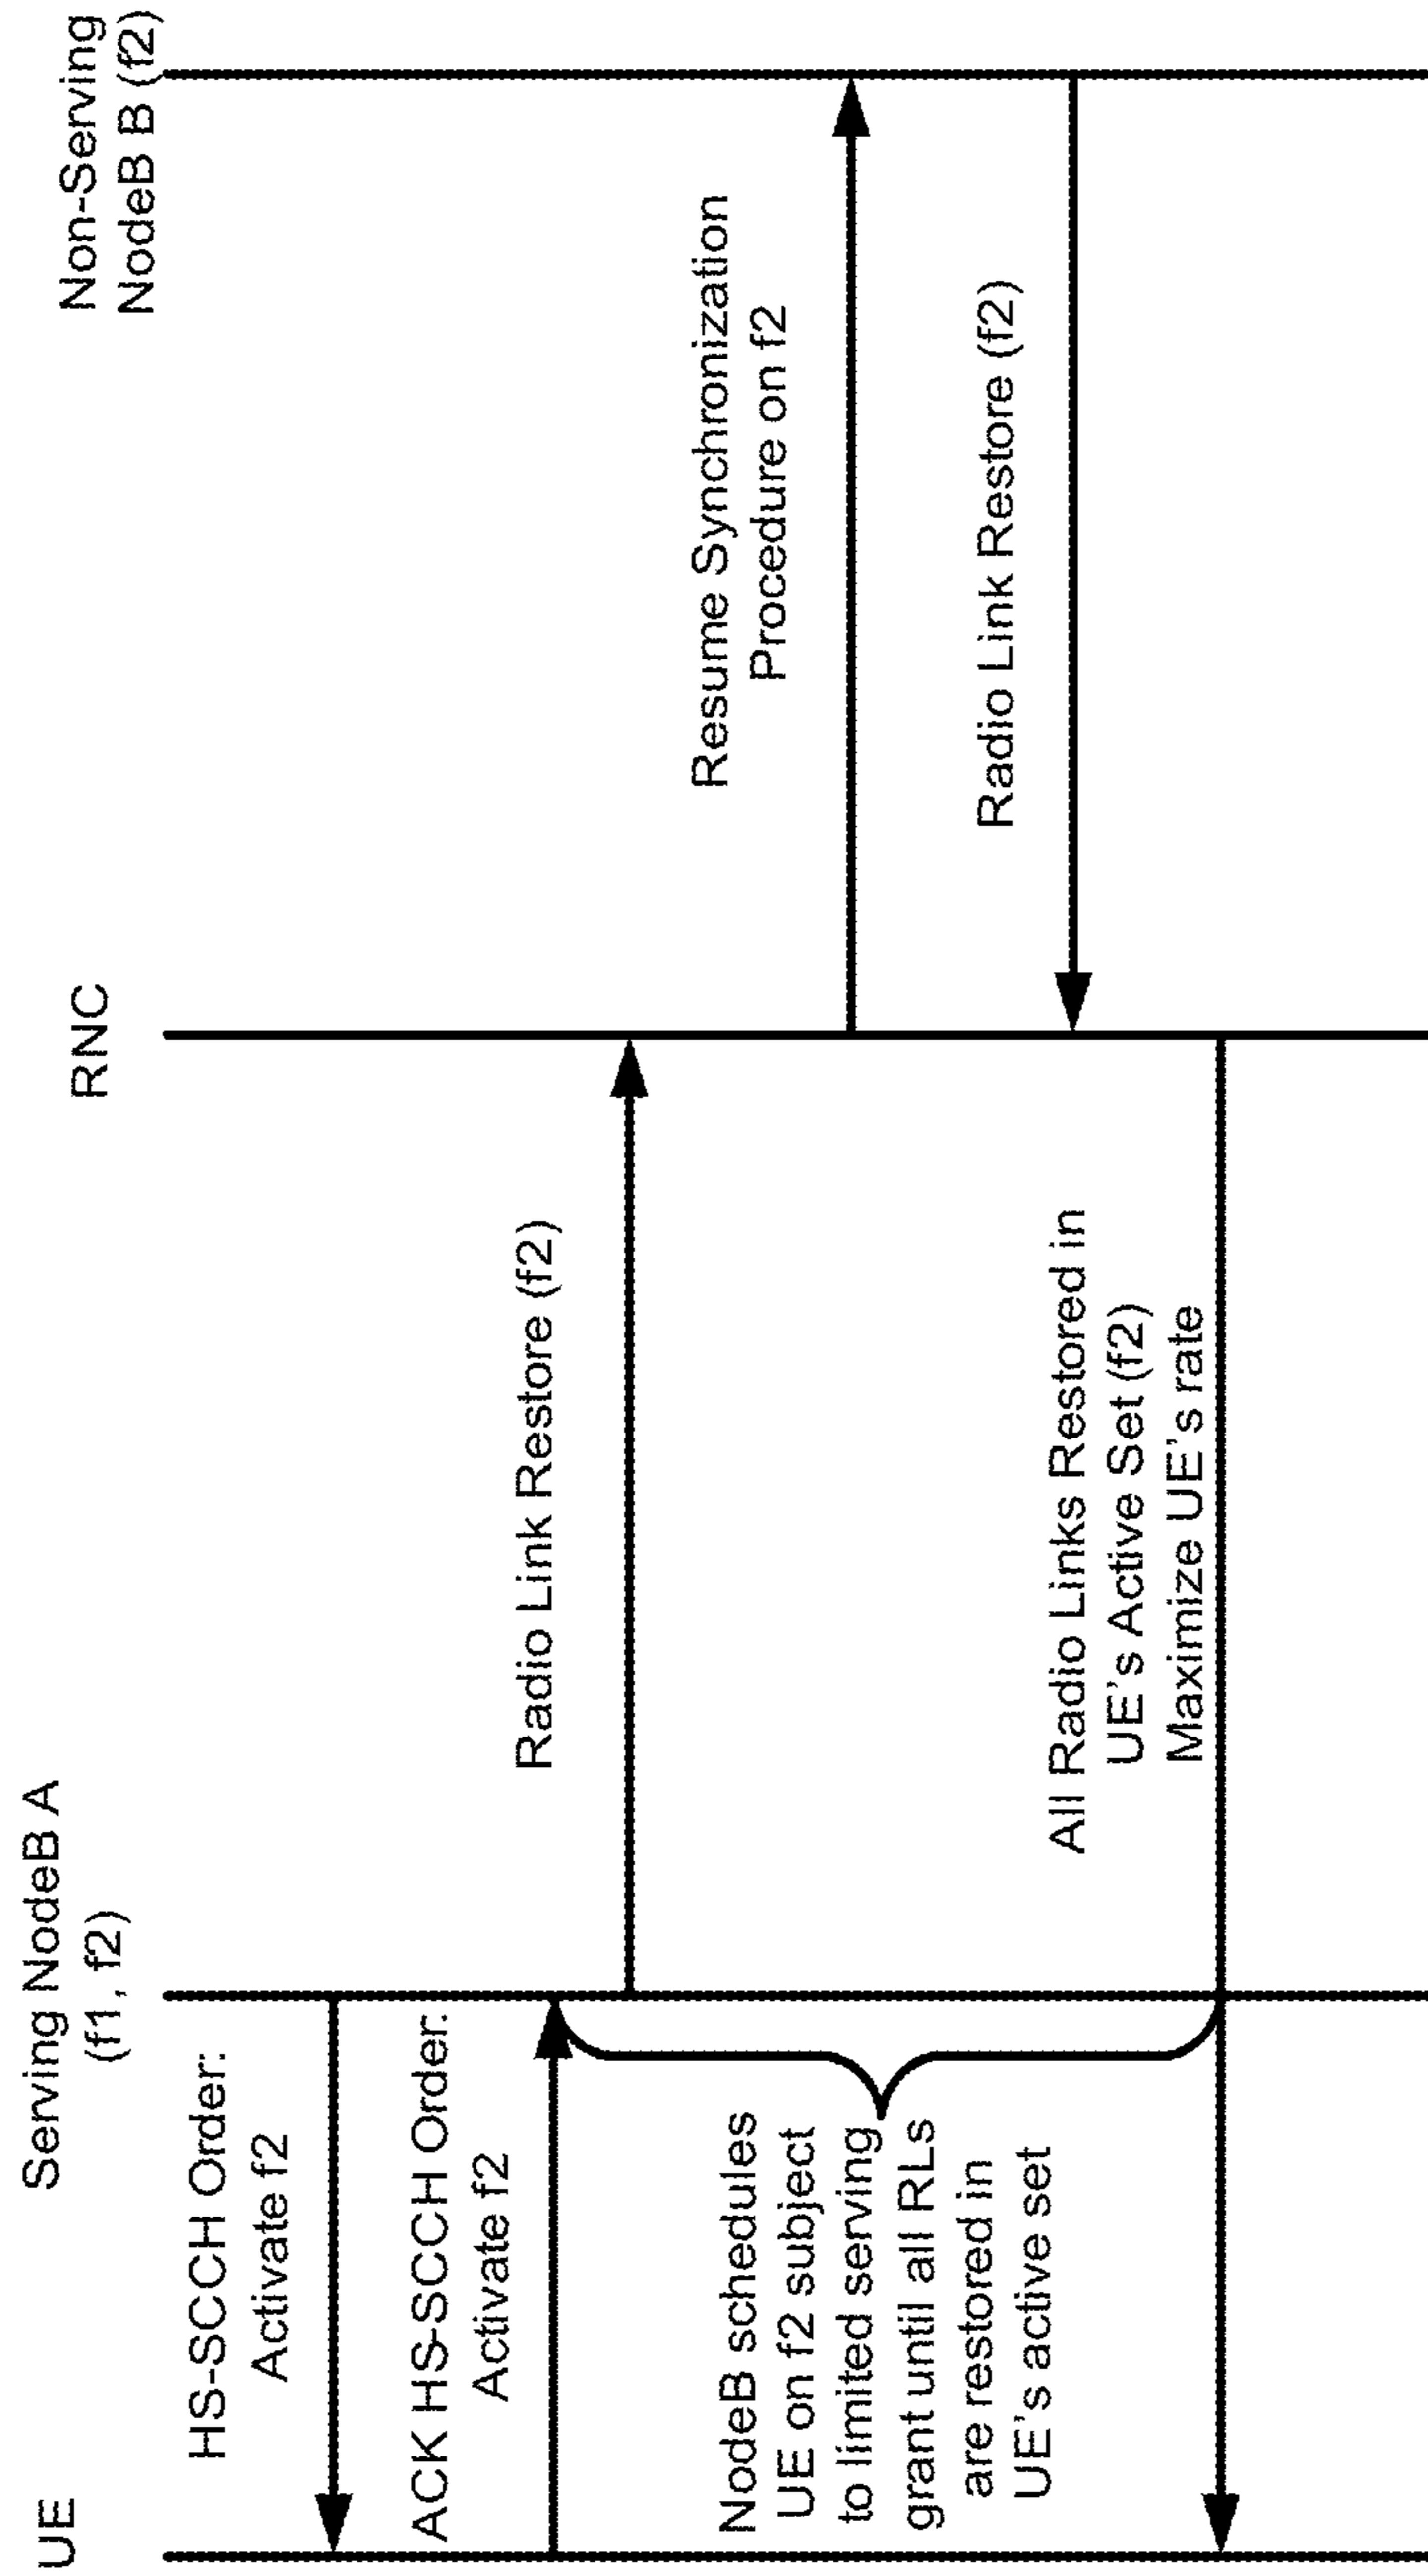 UE
Serving NodeB A
(f1, f2)
RNC
Non-Serving
NodeB B (f2)
HS-SCCH Order:
Activate f2
ACK HS-SCCH Order:
Activate f2
Radio Link Restore (f2)
NodeB schedules
UE on f2 subject
to limited serving
grant until all RLs
are restored in
UE's active set
Resume Synchronization
Procedure on f2
Radio Link Restore (f2)
All Radio Links Restored in
UE's Active Set (f2)
Maximize UE's rate